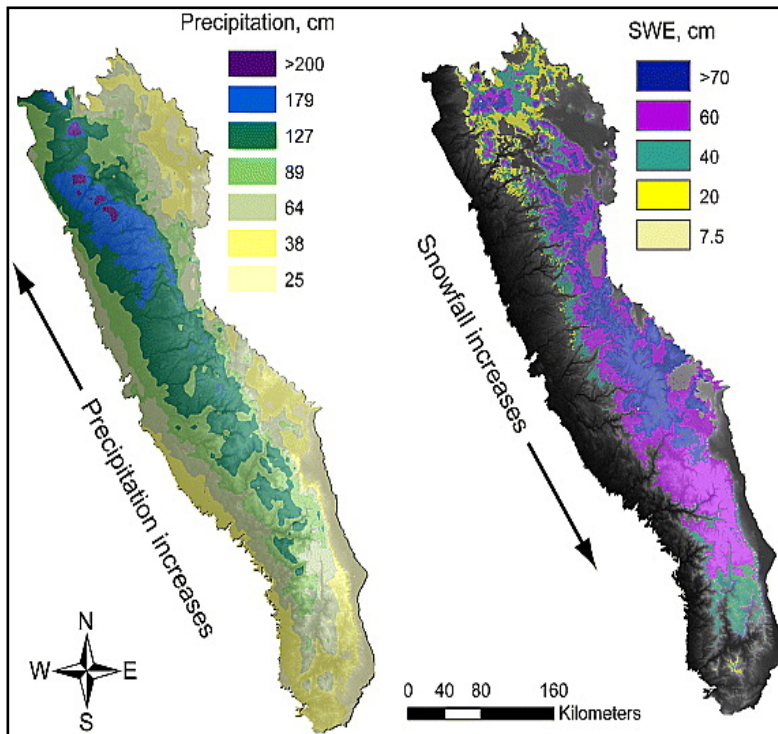 Precipitation, cm
>200
179
127
89
64
38
25
Precipitation increases
N
W E
S
SWE, cm
>70
60
40
20
7.5
Snowfall increases
0 40 80 160
Kilometers